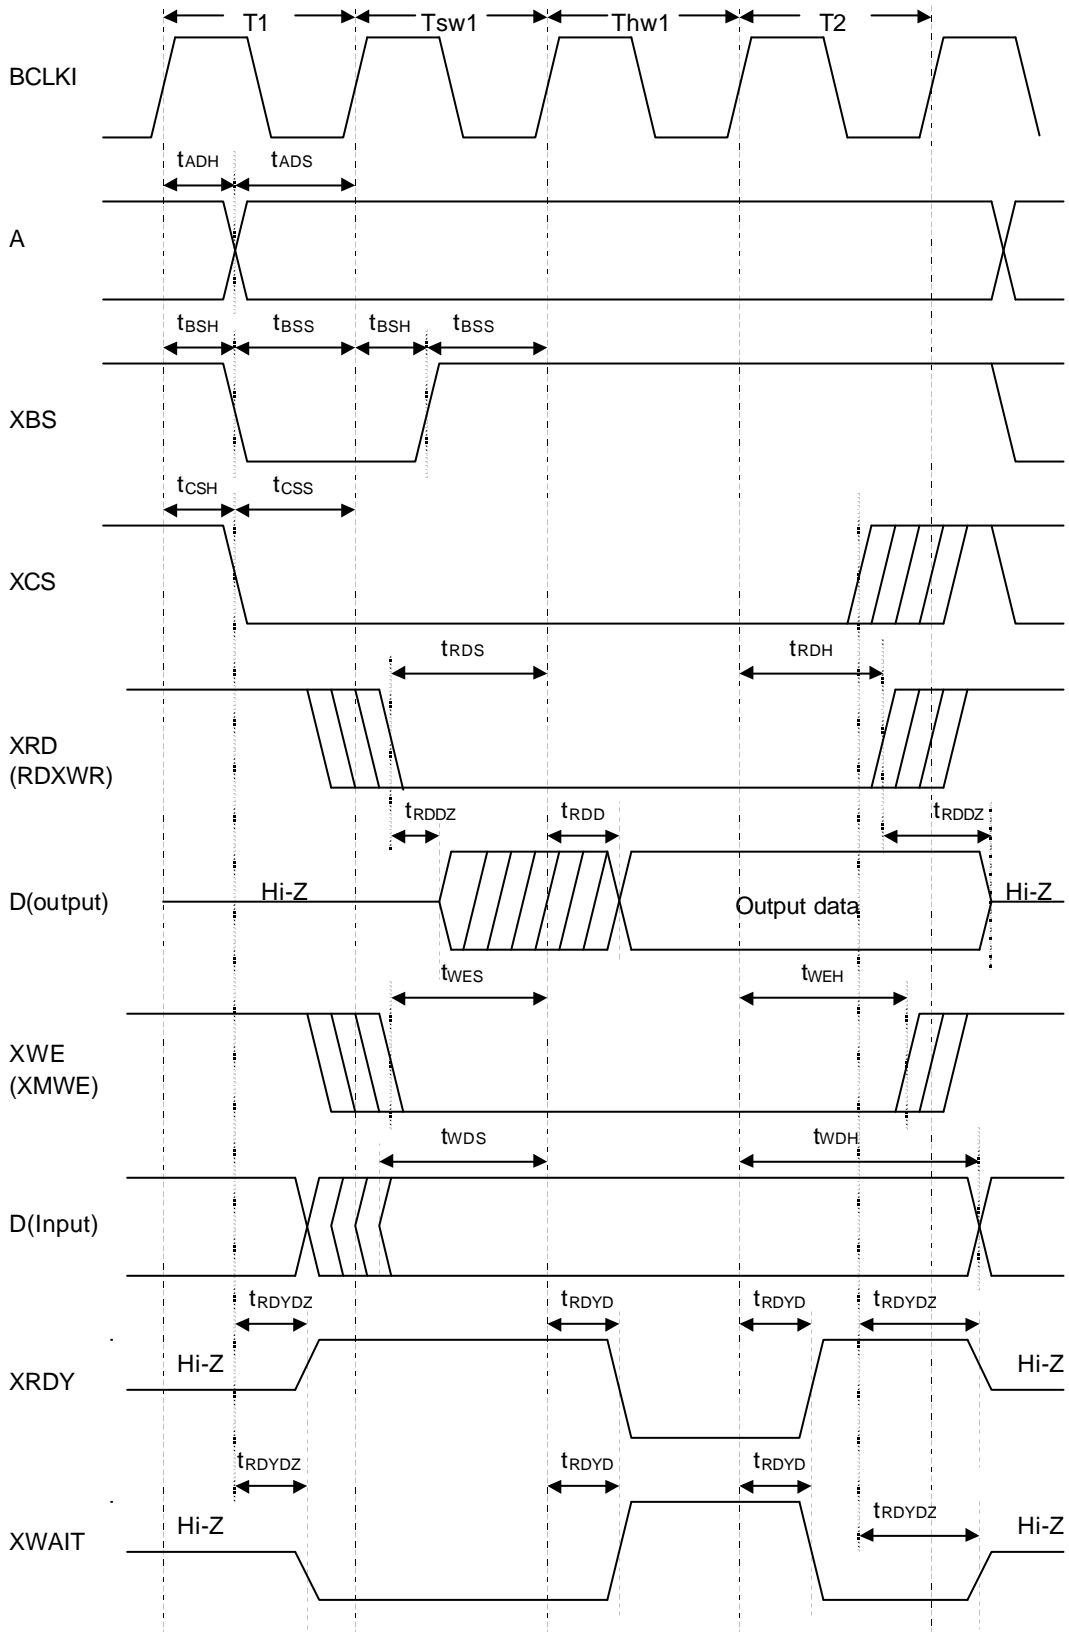 T1 Tsw1 Thw1 T2
BCLKI
tADH tADS
A
tBSH tBSS tBSH tBSS
XBS
tCSH tCSS
XCS
tRDS tRDH
XRD
(RDXWR)
tRDDZ tRDD tRDDZ
D(output) Hi-Z Output data Hi-Z
tWES tWEH
XWE
(XMWE)
tWDS tWDH
D(Input)
tRDYDZ tRDYD tRDYD tRDYDZ
Hi-Z Hi-Z
XRDY
tRDYDZ tRDYD tRDYD
tRDYDZ
Hi-Z Hi-Z
XWAIT